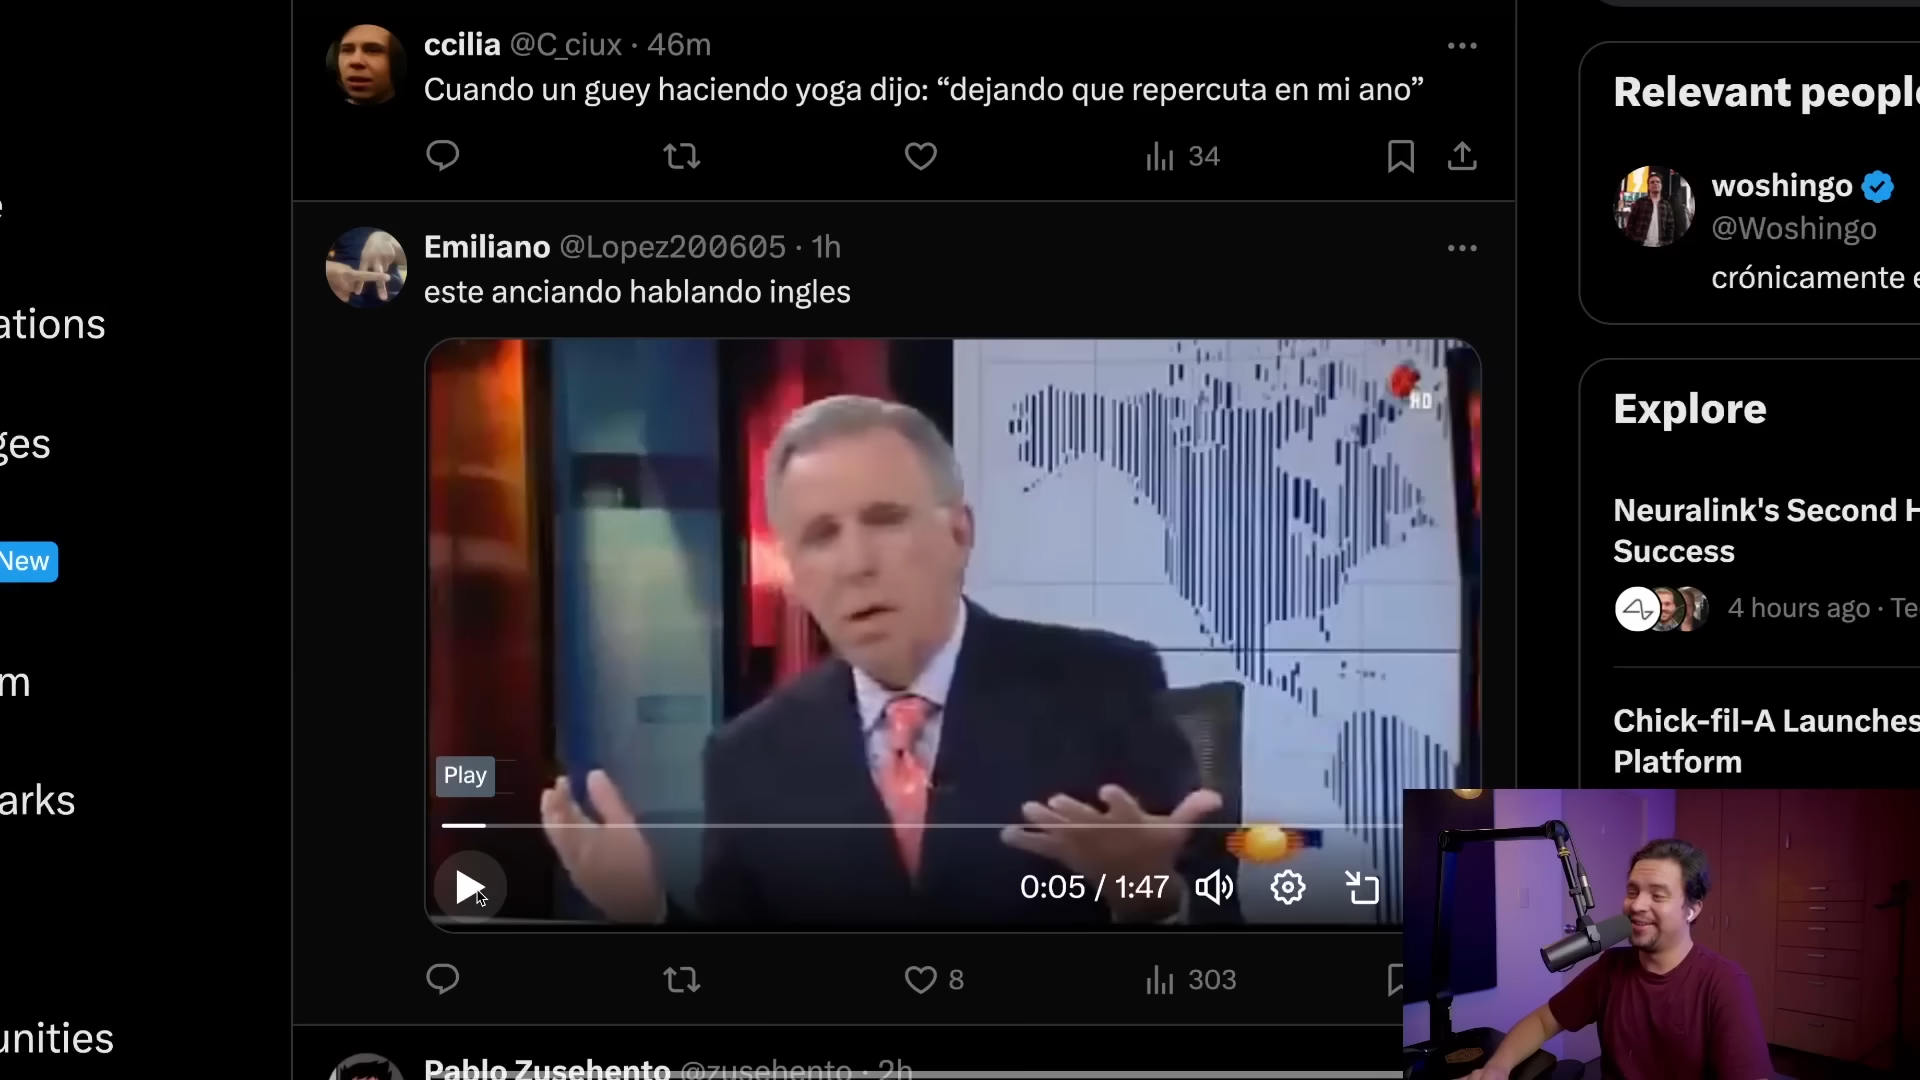 ccilia @C_ciux · 46m
Cuando un guey haciendo yoga dijo: “dejando que repercuta en mi ano”
34
Emiliano @Lopez200605 · 1h
este anciando hablando ingles
HD
Play
0:05 / 1:47
8
303
Pablo Zusehento @zusehento · 2h
e
ations
ges
New
m
arks
unities
Relevant people
woshingo
@Woshingo
crónicamente e
Explore
Neuralink's Second H
Success
4 hours ago · Te
Chick-fil-A Launches
Platform